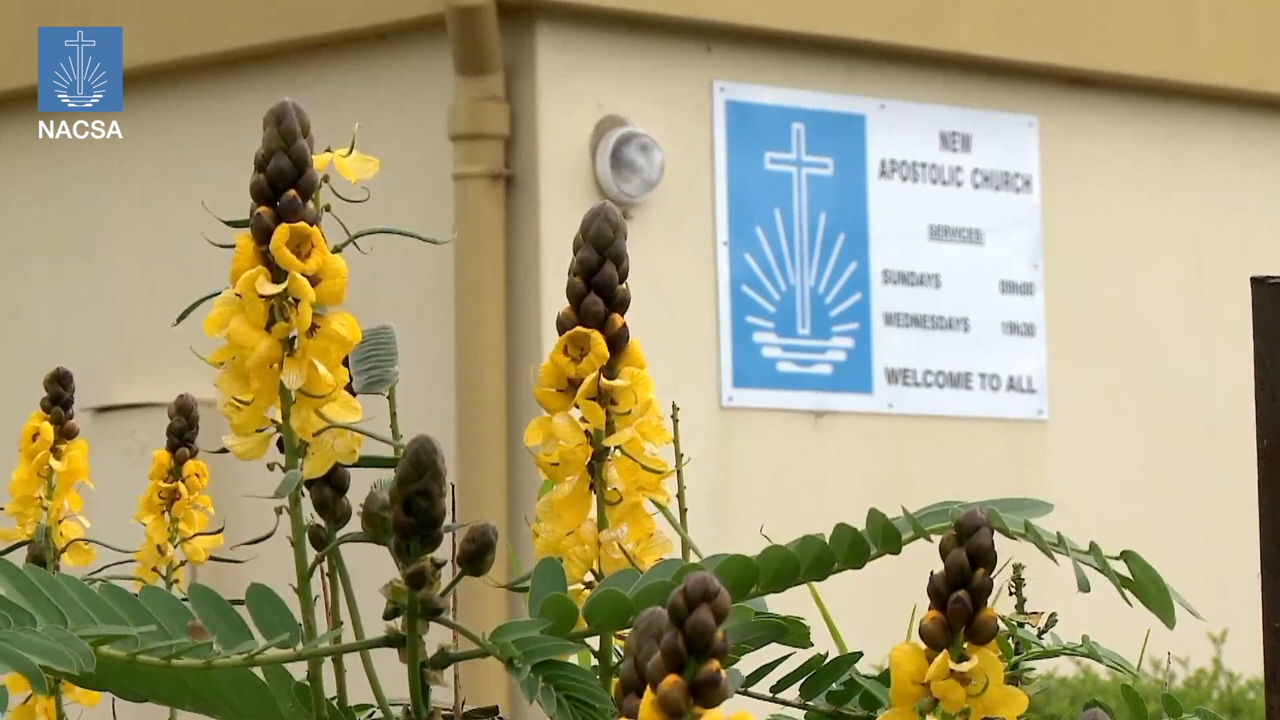 NACSA
NEW
APOSTOLIC CHURCH
SERVICES:
SUNDAYS 09h00
WEDNESDAYS 19h30
WELCOME TO ALL